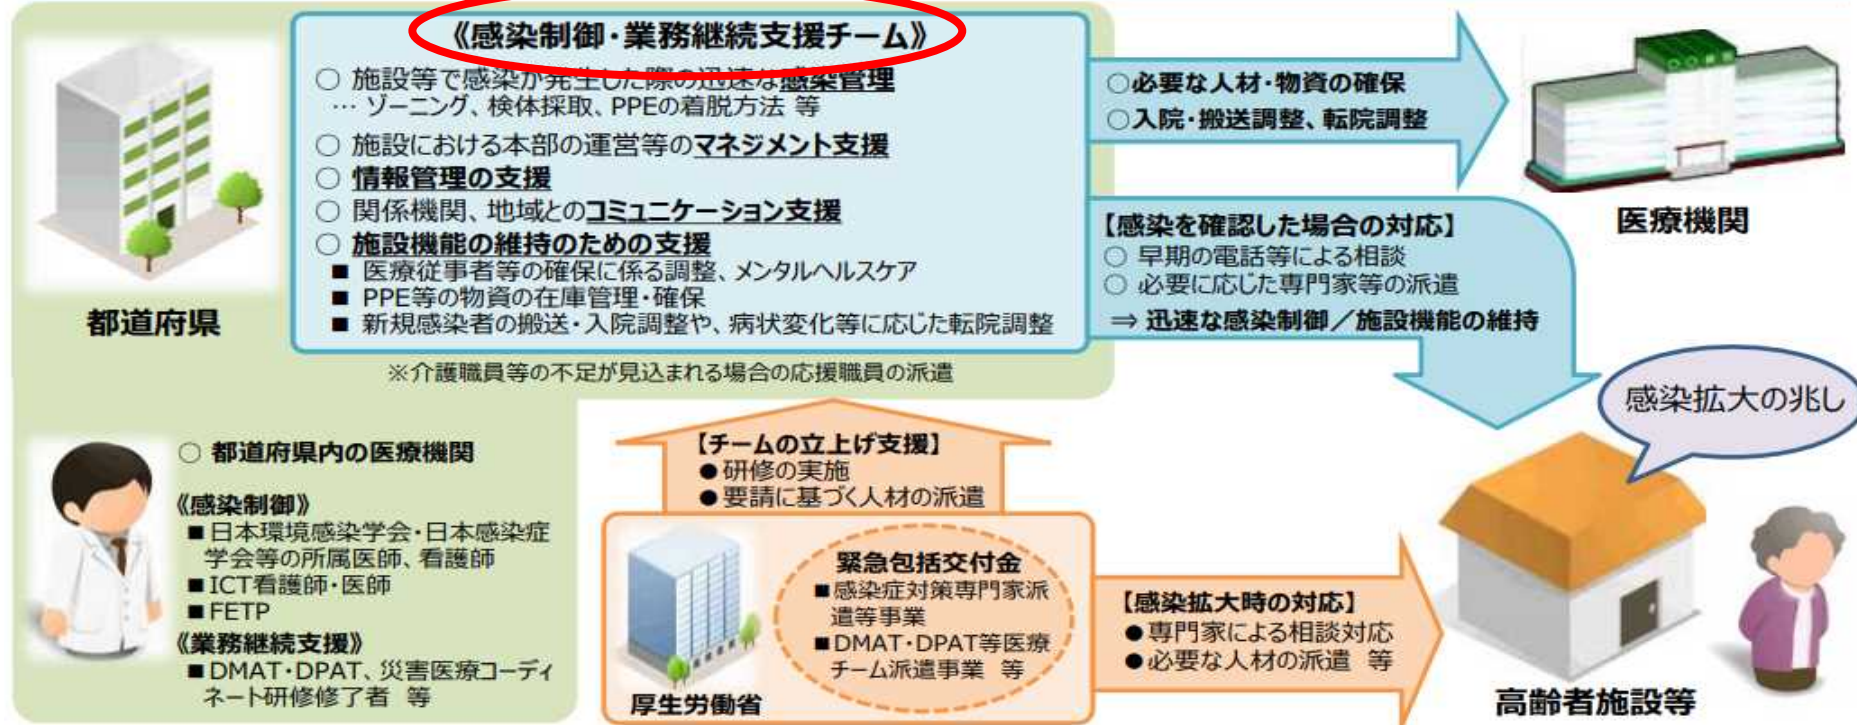 《感染制御・業務継続支援チーム》
○ 施設等で感染が発生した際の迅速な感染管理
… ゾーニング、検体採取、PPEの着脱方法 等
○ 施設における本部の運営等のマネジメント支援
○ 情報管理の支援
○ 関係機関、地域とのコミュニケーション支援
○ 施設機能の維持のための支援
■ 医療従事者等の確保に係る調整、メンタルヘルスケア
■ PPE等の物資の在庫管理・確保
■ 新規感染者の搬送・入院調整や、病状変化等に応じた転院調整
都道府県
※介護職員等の不足が見込まれる場合の応援職員の派遣
○必要な人材・物資の確保
○入院・搬送調整、転院調整
医療機関
【感染を確認した場合の対応】
○ 早期の電話等による相談
○ 必要に応じた専門家等の派遣
⇒ 迅速な感染制御／施設機能の維持
感染拡大の兆し
○ 都道府県内の医療機関
《感染制御》
■日本環境感染学会・日本感染症
学会等の所属医師、看護師
■ICT看護師・医師
■FETP
《業務継続支援》
■DMAT・DPAT、災害医療コーディ
ネート研修修了者 等
【チームの立上げ支援】
●研修の実施
●要請に基づく人材の派遣
緊急包括交付金
■感染症対策専門家派
遣等事業
■DMAT・DPAT等医療
チーム派遣事業 等
厚生労働省
【感染拡大時の対応】
●専門家による相談対応
●必要な人材の派遣 等
高齢者施設等